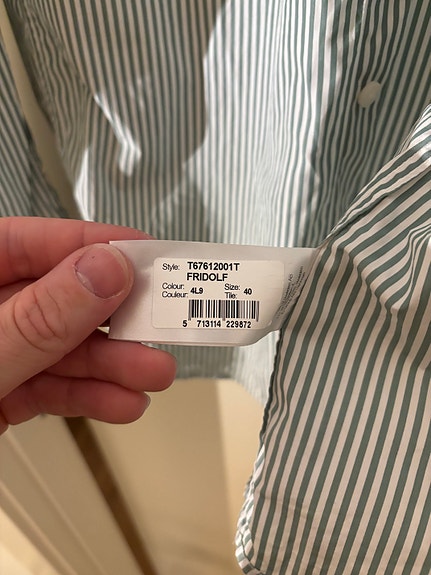 Style: T67612001T
FRIDOLF
Colour: Size:
4L9 40
Couleur: Tile:
5 713114 229872